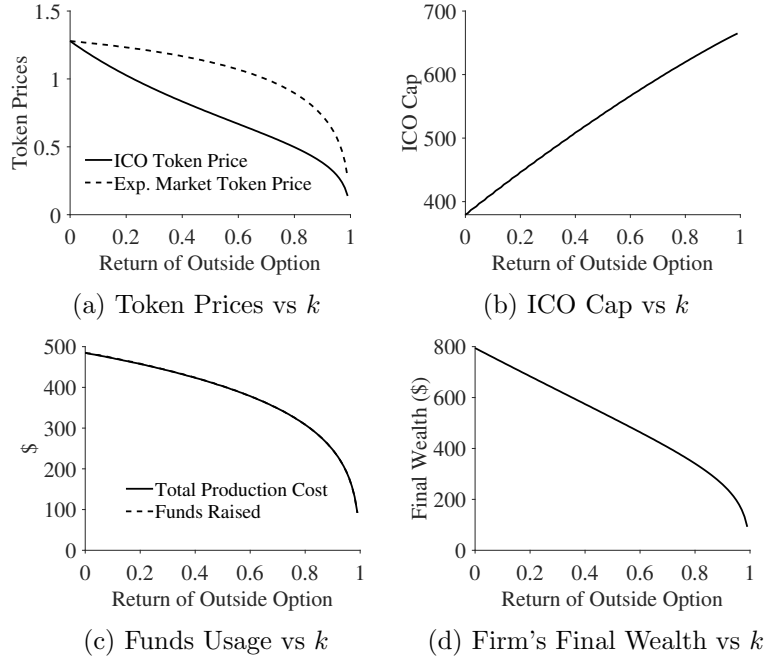 1.5
1
0.5
0
Token Prices
ICO Token Price
Exp. Market Token Price
0 0.2 0.4 0.6 0.8 1
Return of Outside Option
(a) Token Prices vs k
700
600
500
400
ICO Cap
0 0.2 0.4 0.6 0.8 1
Return of Outside Option
(b) ICO Cap vs k
500
400
300
200
100
0
$
Total Production Cost
Funds Raised
0 0.2 0.4 0.6 0.8 1
Return of Outside Option
(c) Funds Usage vs k
800
600
400
200
0
Final Wealth ($)
0 0.2 0.4 0.6 0.8 1
Return of Outside Option
(d) Firm's Final Wealth vs k